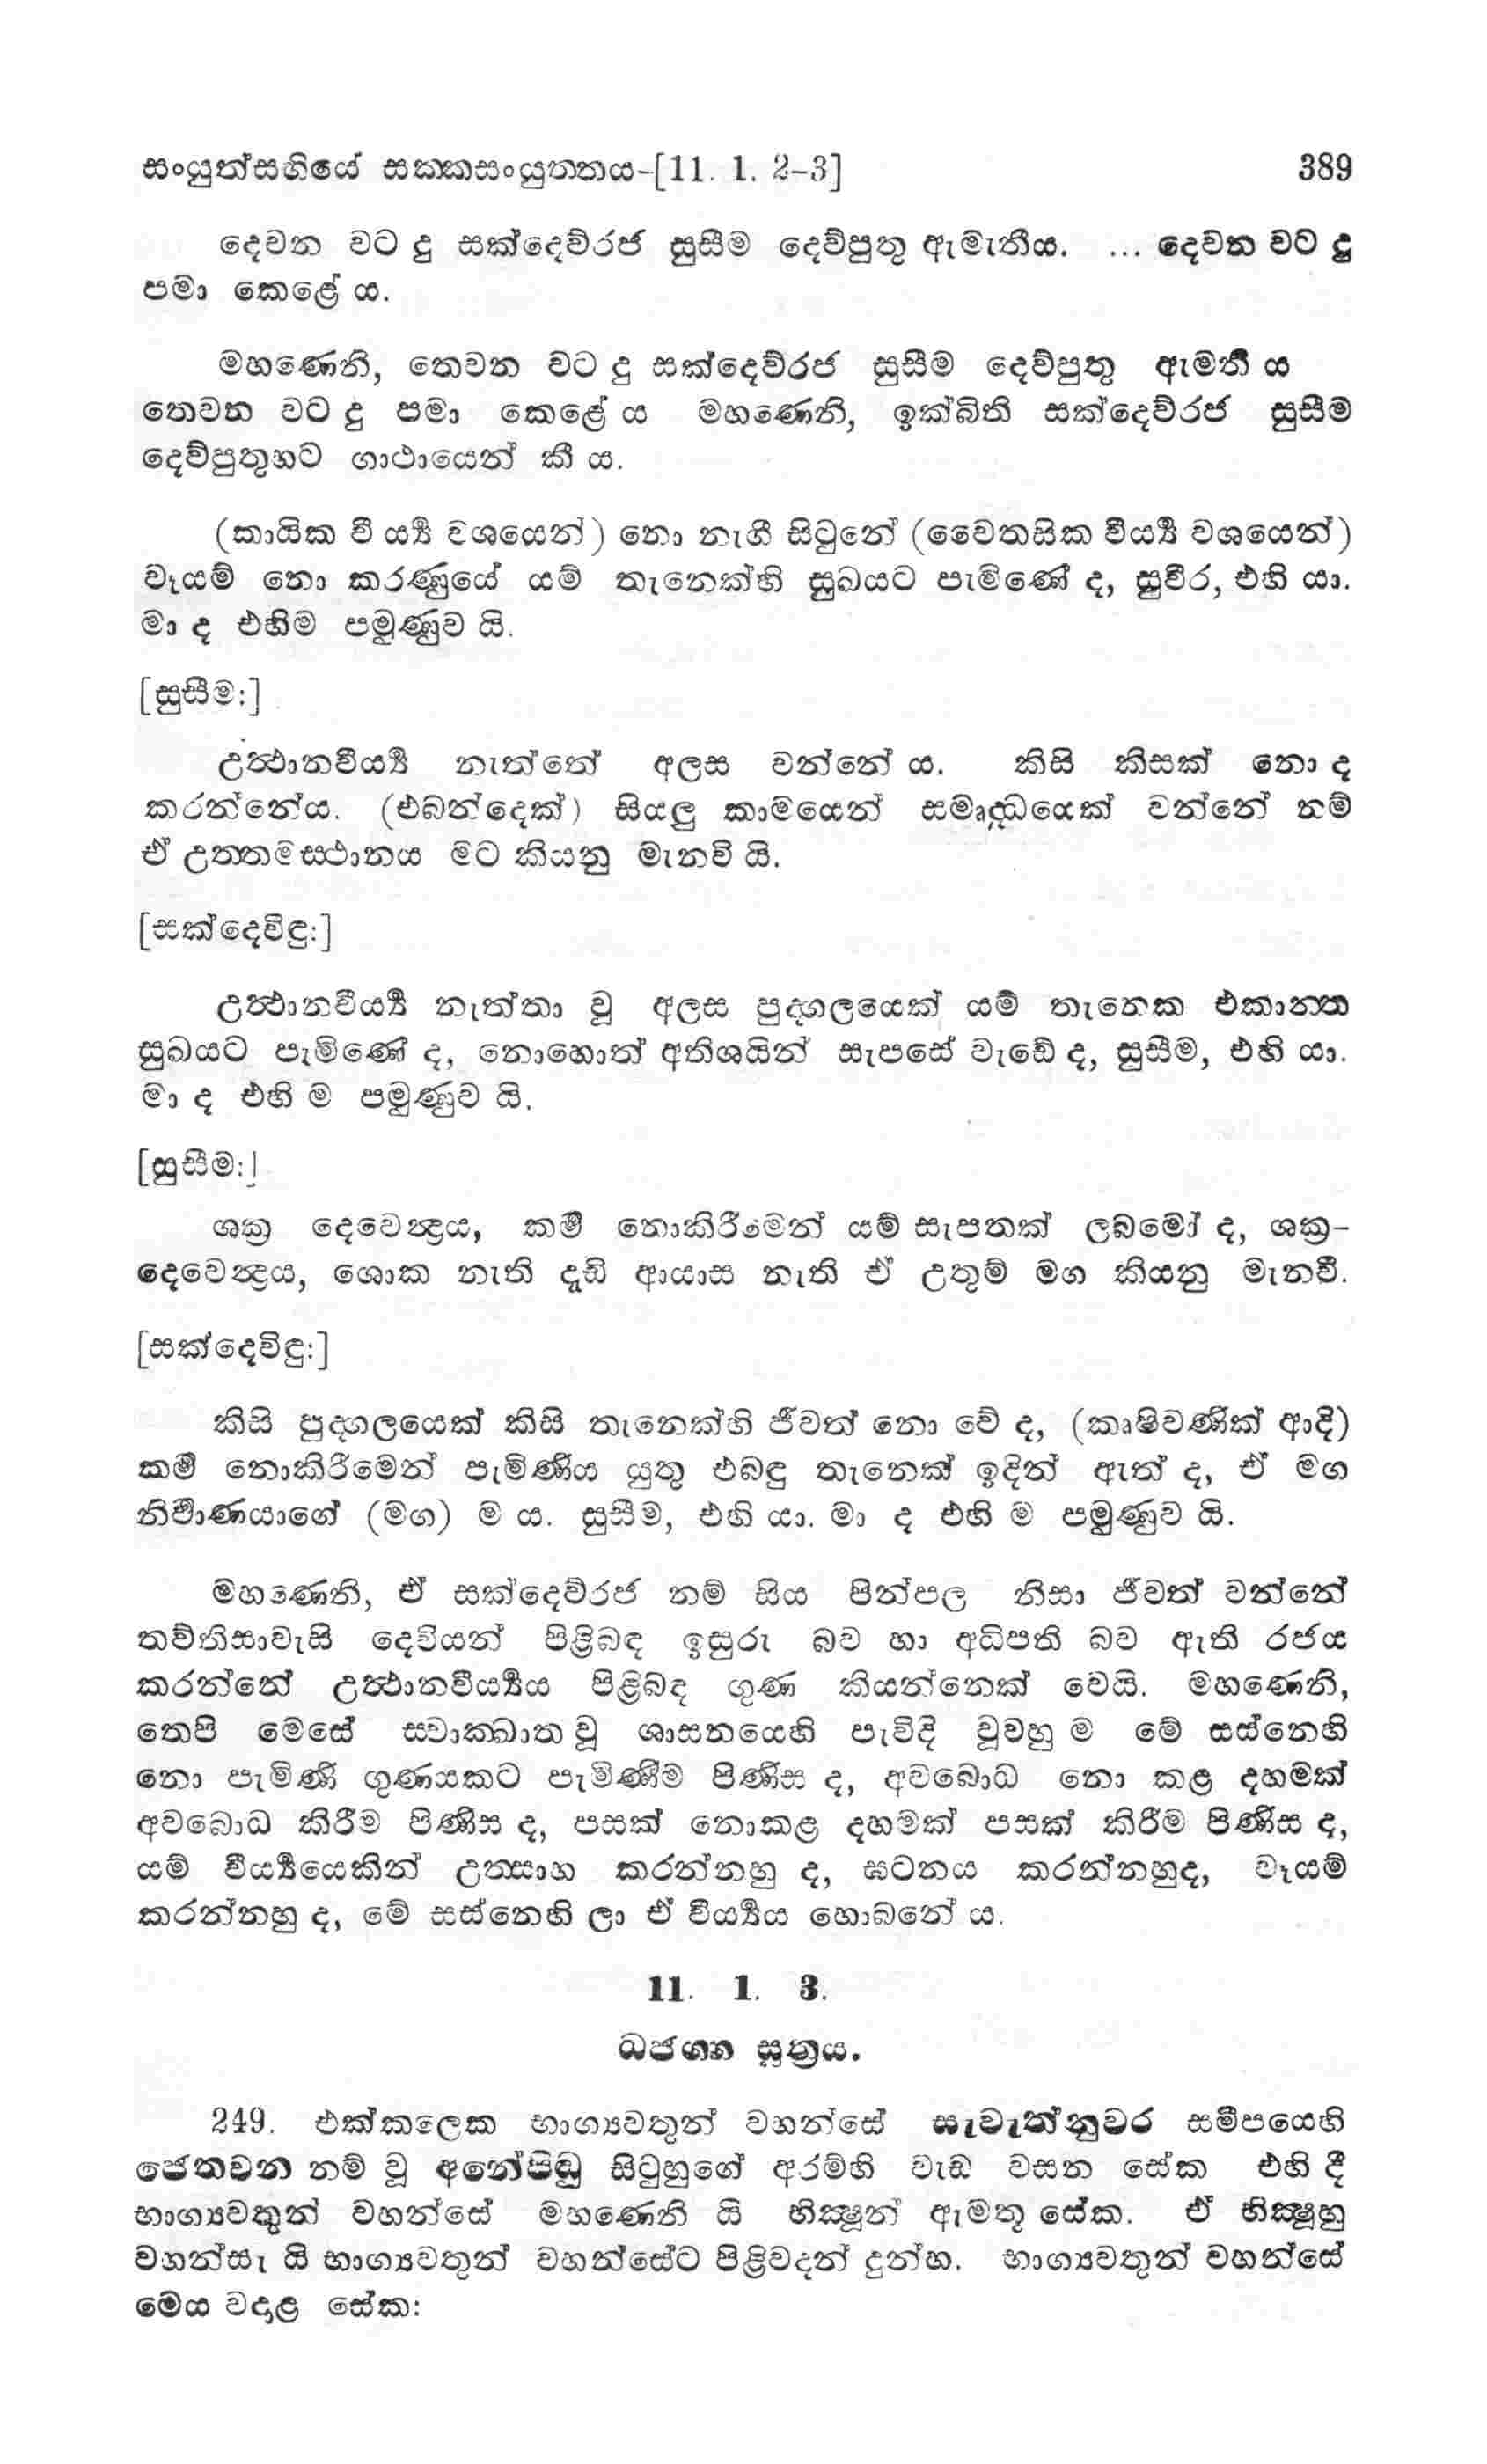 සංයුත්සඟියේ සක්කසංයුත්තය-[11. 1. 2-3] 389
දෙවන වට දු සක්දෙව්රජ සුසීම දෙව්පුතු ඇමැතීය. ... දෙවන වට දු
පමා කෙළේ ය.
මහණෙනි, තෙවන වට දු සක්දෙව්රජ සුසීම දෙව්පුතු ඇමතී ය
තෙවන වට දු පමා කෙළේ ය මහණෙනි, ඉක්බිති සක්දෙව්රජ සුසීම
දෙව්පුතුහට ගාථායෙන් කී ය.
(කායික වීර්‍ය්‍ය වශයෙන්) නො නැගී සිටුනේ (චෛතසික වීර්‍ය්‍ය වශයෙන්)
වෑයම් නො කරණුයේ යම් තැනෙක්හි සුඛයට පැමිණේ ද, සුවීර, එහි යා.
මා ද එහිම පමුණුව යි.
[සුසීම:]
උත්‍ථානවීර්‍ය්‍ය නැත්තේ අලස වන්නේ ය. කිසි කිසක් නො ද
කරන්නේය. (එබන්දෙක්) සියලු කාමයෙන් සමෘද්ධයෙක් වන්නේ නම්
ඒ උත්තමස්ථානය මට කියනු මැනවි යි.
[සක්දෙවිඳු:]
උත්‍ථානවීර්‍ය්‍ය නැත්තා වූ අලස පුද්ගලයෙක් යම් තැනෙක එකාන්ත
සුඛයට පැමිණේ ද, නොහොත් අතිශයින් සැපසේ වැඩේ ද, සුසීම, එහි යා.
මා ද එහි ම පමුණුව යි.
[සුසීම:]
ශක්‍ර දෙවෙන්ද්‍රය, කර්ම නොකිරීමෙන් යම් සැපතක් ලබමෝ ද, ශක්‍ර-
දෙවෙන්ද්‍රය, ශොක නැති දැඩි ආයාස නැති ඒ උතුම් මග කියනු මැනවී.
[සක්දෙවිඳු:]
කිසි පුද්ගලයෙක් කිසි තැනෙක්හි ජීවත් නො වේ ද, (කෘෂිවණික් ආදි)
කර්ම නොකිරීමෙන් පැමිණිය යුතු එබඳු තැනෙක් ඉදින් ඇත් ද, ඒ මග
නිර්වාණයාගේ (මග) ම ය. සුසීම, එහි යා. මා ද එහි ම පමුණුව යි.
මහණෙනි, ඒ සක්දෙව්රජ නම් සිය පින්පල නිසා ජීවත් වන්නේ
තව්තිසාවැසි දෙවියන් පිළිබඳ ඉසුරු බව හා අධිපති බව ඇති රජය
කරන්නේ උත්‍ථානවීර්‍ය්‍යය පිළිබද ගුණ කියන්නෙක් වෙයි. මහණෙනි,
තෙපි මෙසේ ස්වාක්ඛාත වූ ශාසනයෙහි පැවිදි වූවහු ම මේ සස්නෙහි
නො පැමිණි ගුණයකට පැමිණීම පිණිස ද, අවබොධ නො කළ දහමක්
අවබොධ කිරීම පිණිස ද, පසක් නොකළ දහමක් පසක් කිරීම පිණිස ද,
යම් වීර්‍ය්‍යයෙකින් උත්සාහ කරන්නහු ද, ඝටනය කරන්නහුද, වෑයම්
කරන්නහු ද, මේ සස්නෙහි ලා ඒ වීර්‍ය්‍යය හොබනේ ය.
11. 1. 3.
ධජග්ග සූත්‍රය.
249. එක්කලෙක භාග්‍යවතුන් වහන්සේ සැවැත්නුවර සමීපයෙහි
ජෙතවන නම් වූ අනේපිඬු සිටුහුගේ අරම්හි වැඩ වසන සේක එහි දී
භාග්‍යවතුන් වහන්සේ මහණෙනි යි භික්ෂූන් ඇමතූ සේක. ඒ භික්ෂූහු
වහන්සැ යි භාග්‍යවතුන් වහන්සේට පිළිවදන් දුන්හ. භාග්‍යවතුන් වහන්සේ
මෙය වදාළ සේක: